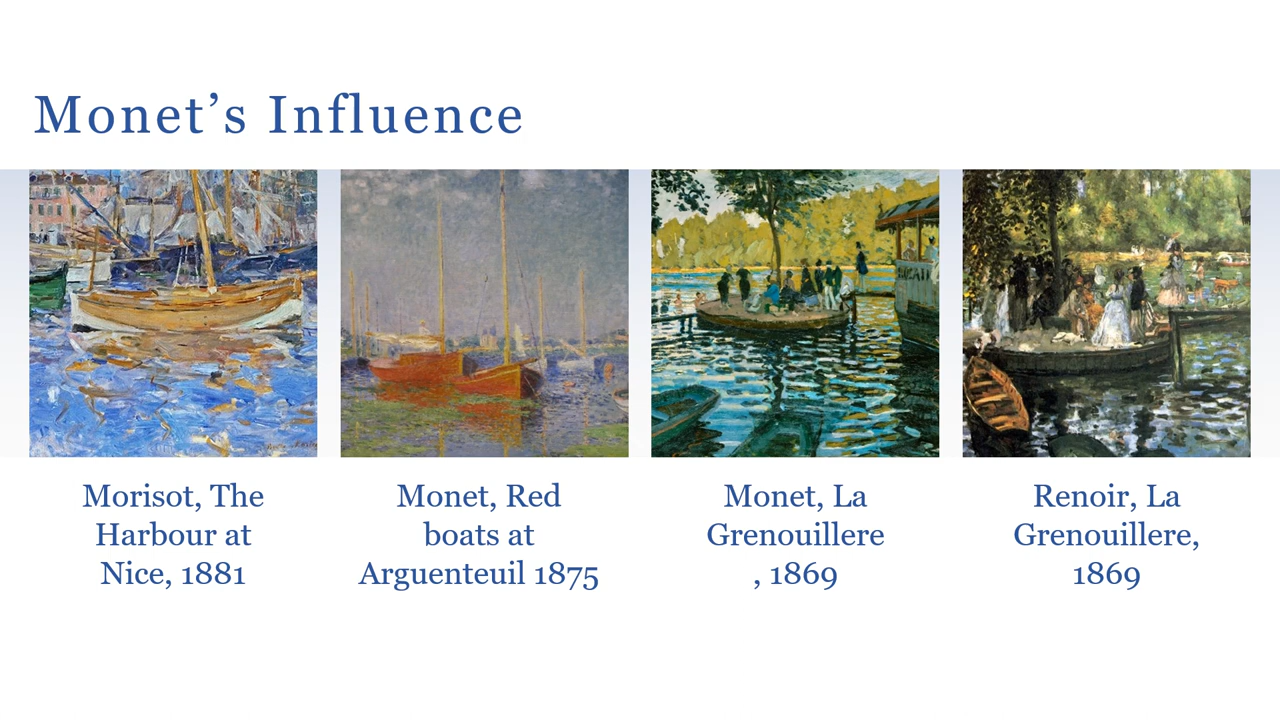 Monet’s Influence
Morisot, The
Harbour at
Nice, 1881
Monet, Red
boats at
Arguenteuil 1875
Monet, La
Grenouillere
, 1869
Renoir, La
Grenouillere,
1869